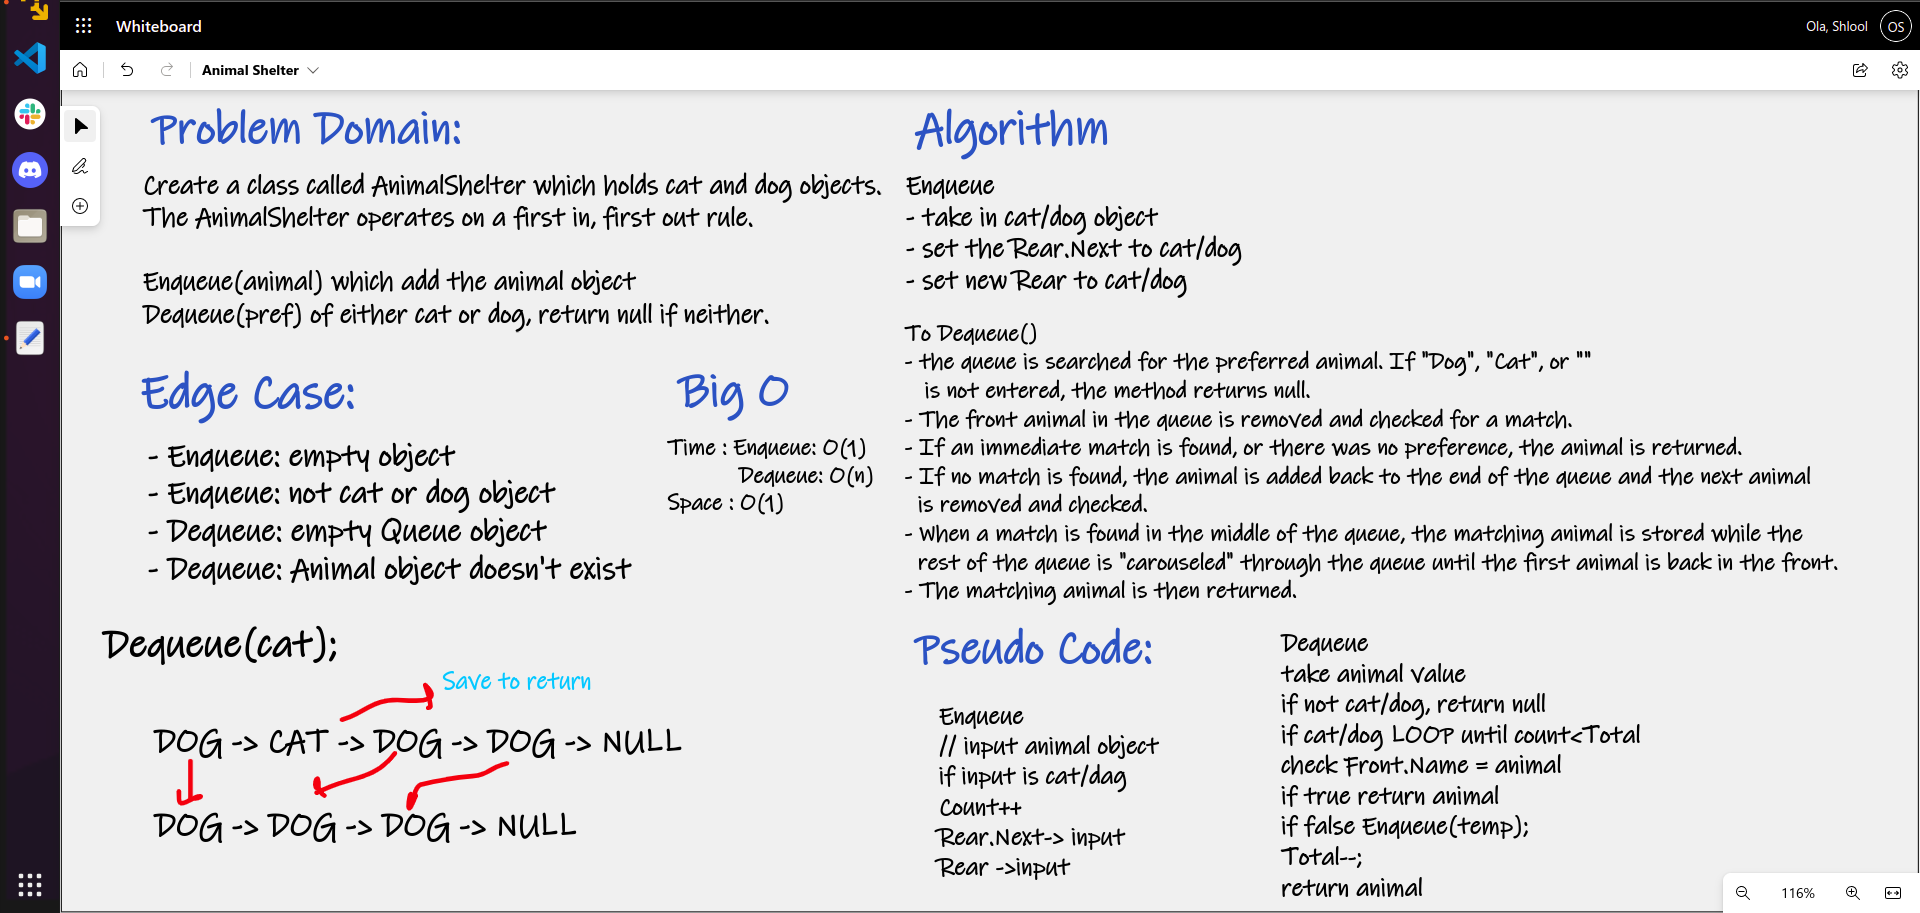 Whiteboard
Ola, Shlool
OS
Animal Shelter
Problem Domain:
Create a class called AnimalShelter which holds cat and dog objects.
The AnimalShelter operates on a first in, first out rule.
Enqueue(animal) which add the animal object
Dequeue(pref) of either cat or dog, return null if neither.
Edge Case:
- Enqueue: empty object
- Enqueue: not cat or dog object
- Dequeue: empty Queue object
- Dequeue: Animal object doesn't exist
Big O
Time : Enqueue: O(1)
Dequeue: O(n)
Space : O(1)
Dequeue(cat);
Save to return
DOG -> CAT -> DOG -> DOG -> NULL
DOG -> DOG -> DOG -> NULL
Algorithm
Enqueue
- take in cat/dog object
- set the Rear.Next to cat/dog
- set new Rear to cat/dog
To Dequeue()
- the queue is searched for the preferred animal. If "Dog", "Cat", or ""
is not entered, the method returns null.
- The front animal in the queue is removed and checked for a match.
- If an immediate match is found, or there was no preference, the animal is returned.
- If no match is found, the animal is added back to the end of the queue and the next animal
is removed and checked.
- When a match is found in the middle of the queue, the matching animal is stored while the
rest of the queue is "carouseled" through the queue until the first animal is back in the front.
- The matching animal is then returned.
Pseudo Code:
Enqueue
// input animal object
if input is cat/dag
Count++
Rear.Next-> input
Rear ->input
Dequeue
take animal value
if not cat/dog, return null
if cat/dog LOOP until count<Total
check Front.Name = animal
if true return animal
if false Enqueue(temp);
Total--;
return animal
116%